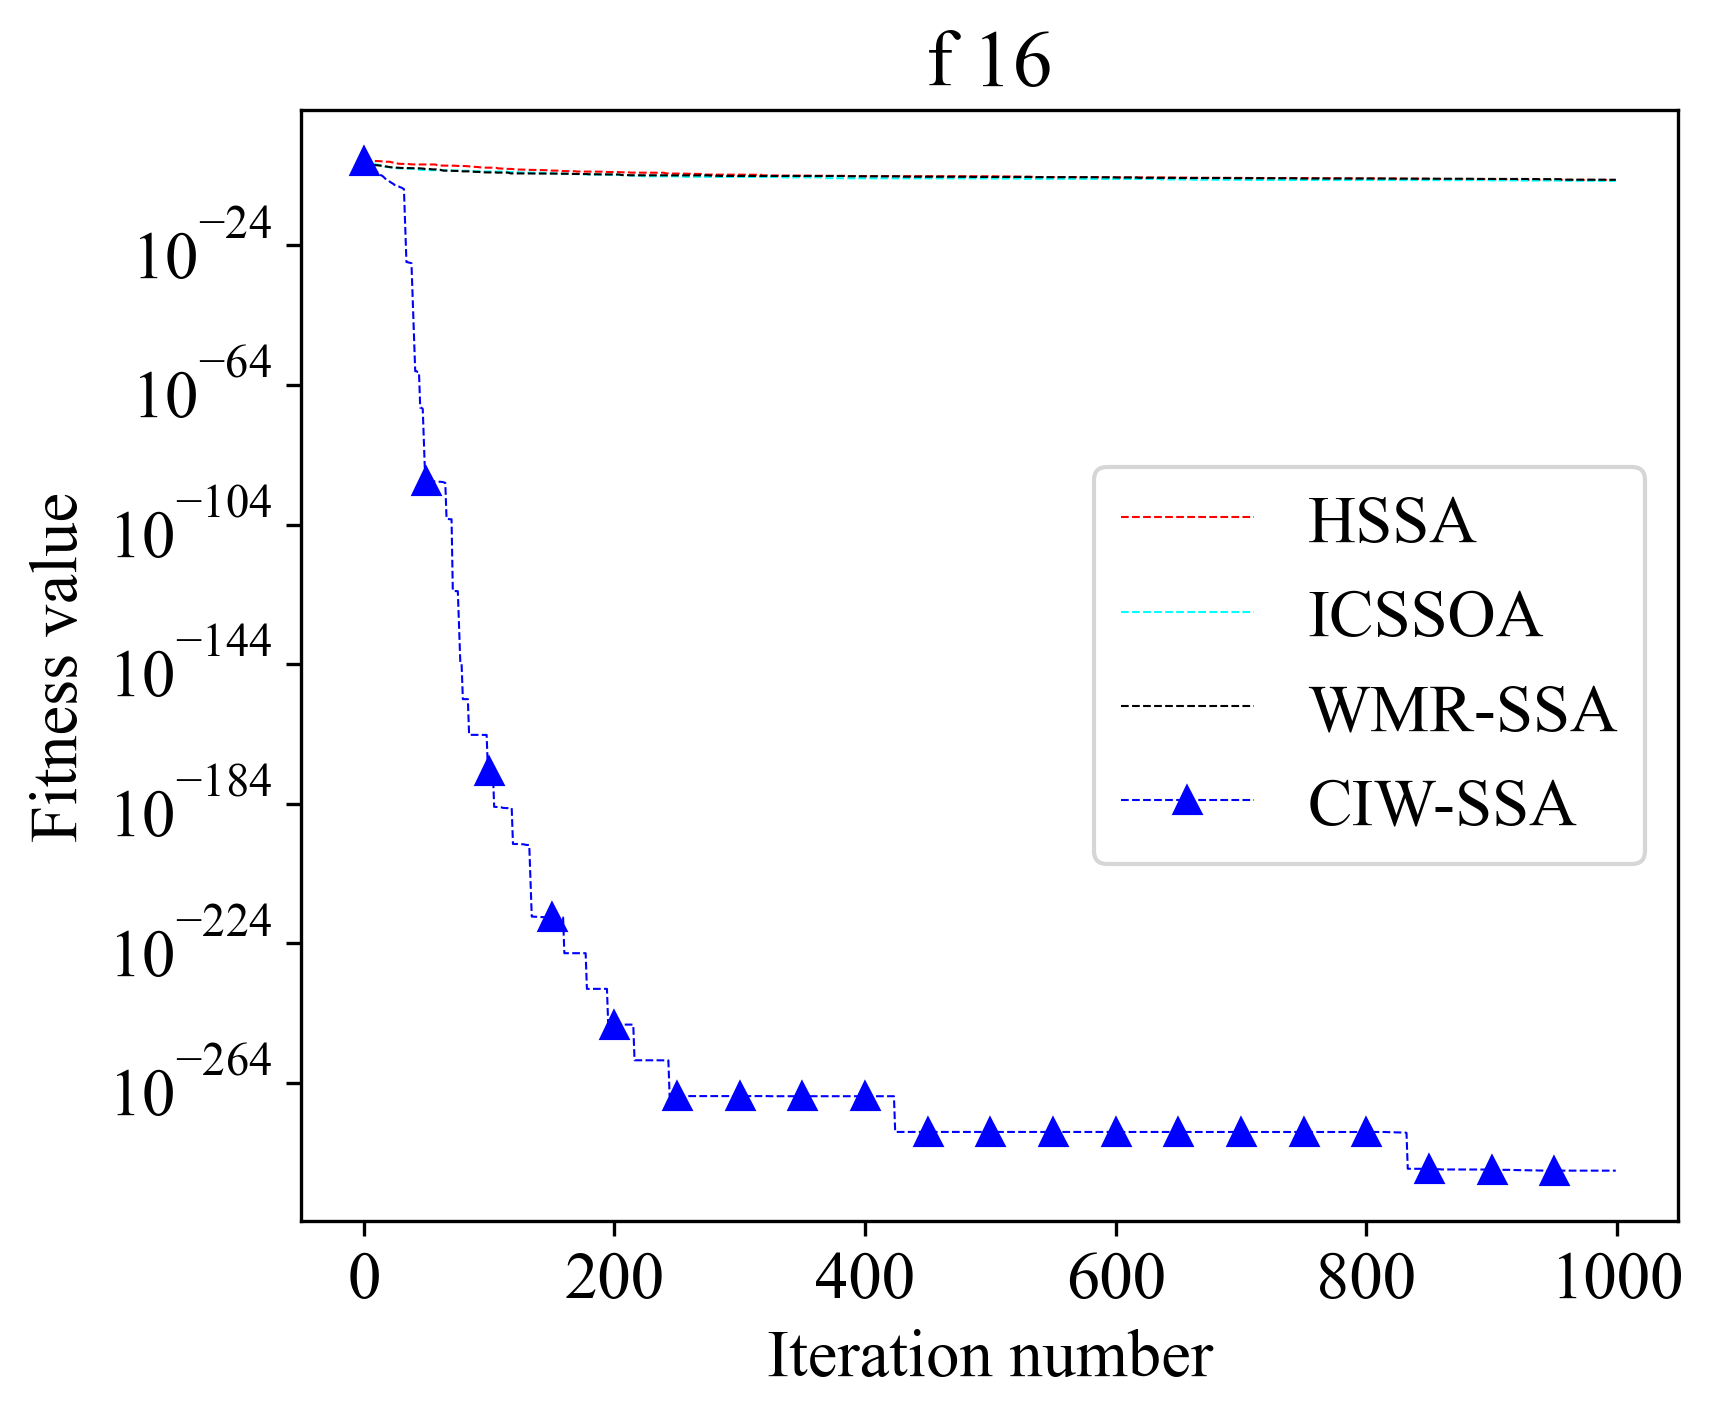 f 16
10⁻²⁴
10⁻⁶⁴
10⁻¹⁰⁴
10⁻¹⁴⁴
10⁻¹⁸⁴
10⁻²²⁴
10⁻²⁶⁴
Fitness value
HSSA
ICSSOA
WMR-SSA
CIW-SSA
0 200 400 600 800 1000
Iteration number